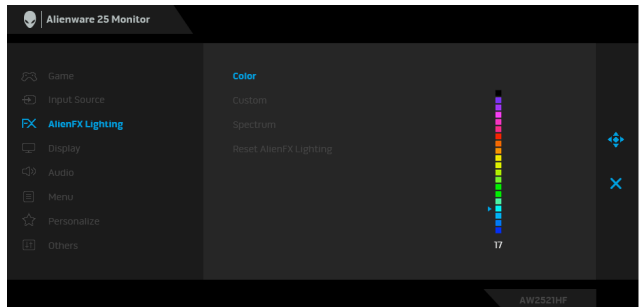 Alienware 25 Monitor
Game
Input Source
FX AlienFX Lighting
Display
Audio
Menu
Personalize
Others
Color
Custom
Spectrum
Reset AlienFX Lighting
17
AW2521HF